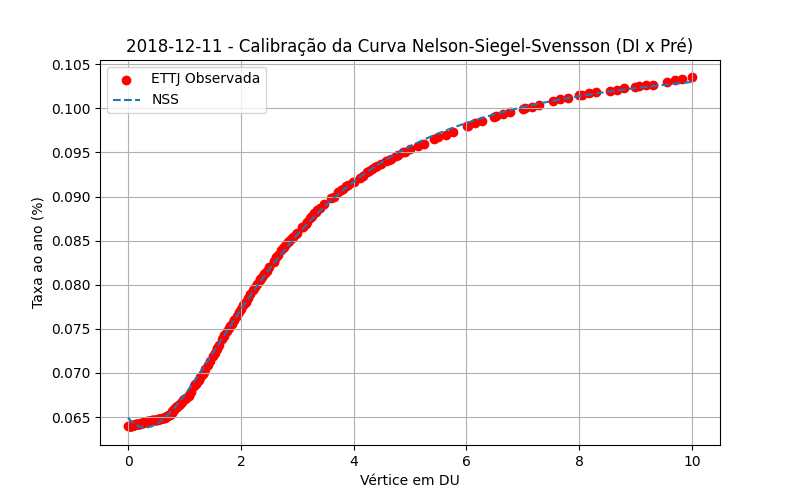 2018-12-11 - Calibração da Curva Nelson-Siegel-Svensson (DI x Pré)
ETTJ Observada
NSS
Taxa ao ano (%)
0.105
0.100
0.095
0.090
0.085
0.080
0.075
0.070
0.065
0 2 4 6 8 10
Vértice em DU